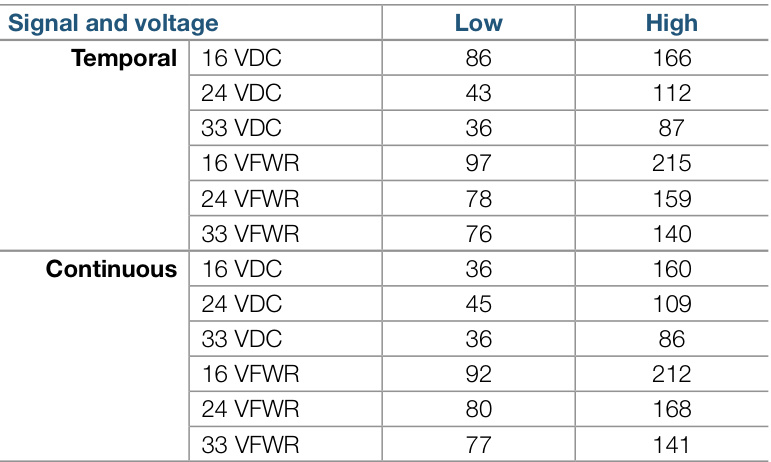 Signal and voltage Low High
Temporal 16 VDC 86 166
24 VDC 43 112
33 VDC 36 87
16 VFWR 97 215
24 VFWR 78 159
33 VFWR 76 140
Continuous 16 VDC 36 160
24 VDC 45 109
33 VDC 36 86
16 VFWR 92 212
24 VFWR 80 168
33 VFWR 77 141